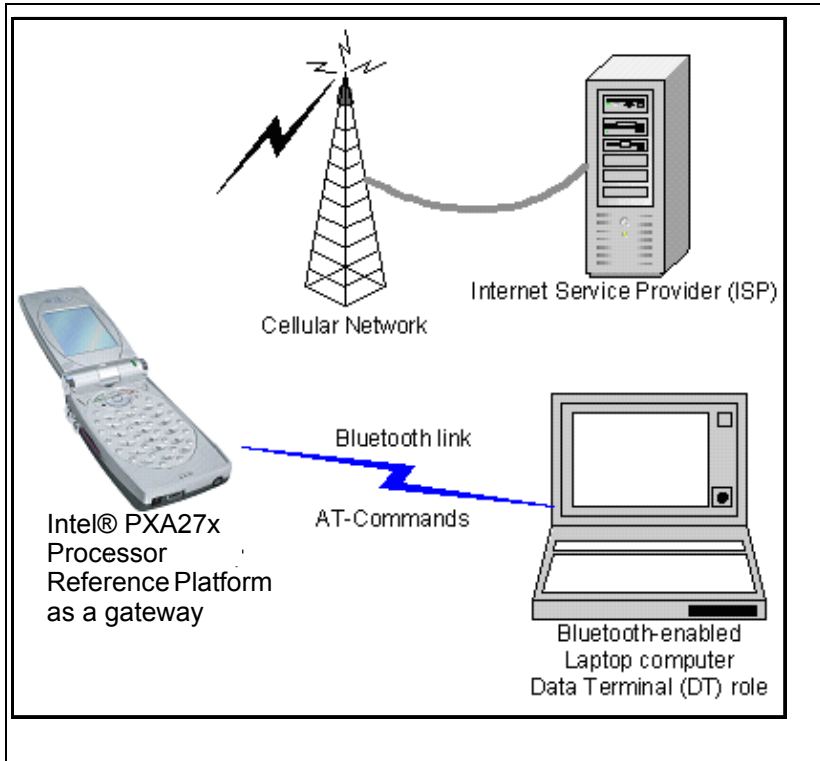 Internet Service Provider (ISP)
Cellular Network
Bluetooth link
AT-Commands
Intel® PXA27x
Processor
Reference Platform
as a gateway
Bluetooth-enabled
Laptop computer
Data Terminal (DT) role